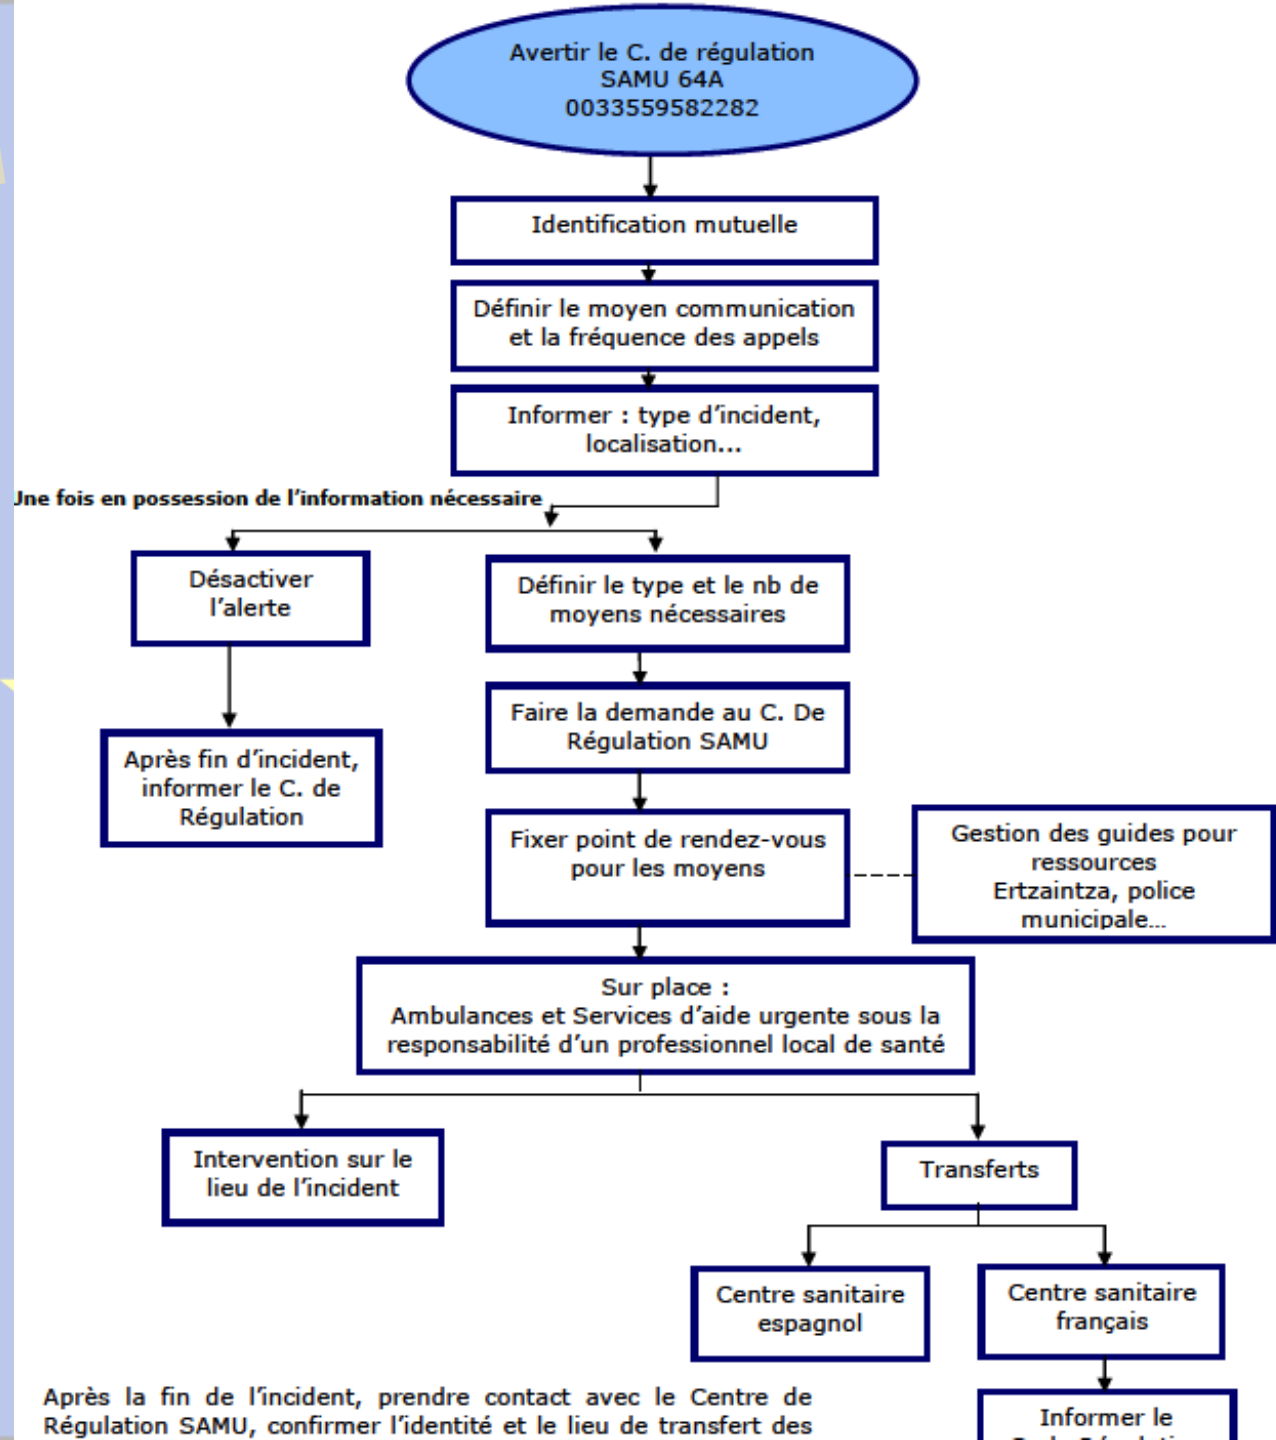 Avertir le C. de régulation
SAMU 64A
0033559582282
Identification mutuelle
Définir le moyen communication
et la fréquence des appels
Informer : type d’incident,
localisation...
Une fois en possession de l’information nécessaire
Désactiver
l’alerte
Définir le type et le nb de
moyens nécessaires
Après fin d’incident,
informer le C. de
Régulation
Faire la demande au C. De
Régulation SAMU
Fixer point de rendez-vous
pour les moyens
Gestion des guides pour
ressources
Ertzaintza, police
municipale...
Sur place :
Ambulances et Services d’aide urgente sous la
responsabilité d’un professionnel local de santé
Intervention sur le
lieu de l’incident
Transferts
Centre sanitaire
espagnol
Centre sanitaire
français
Informer le
Après la fin de l’incident, prendre contact avec le Centre de
Régulation SAMU, confirmer l’identité et le lieu de transfert des